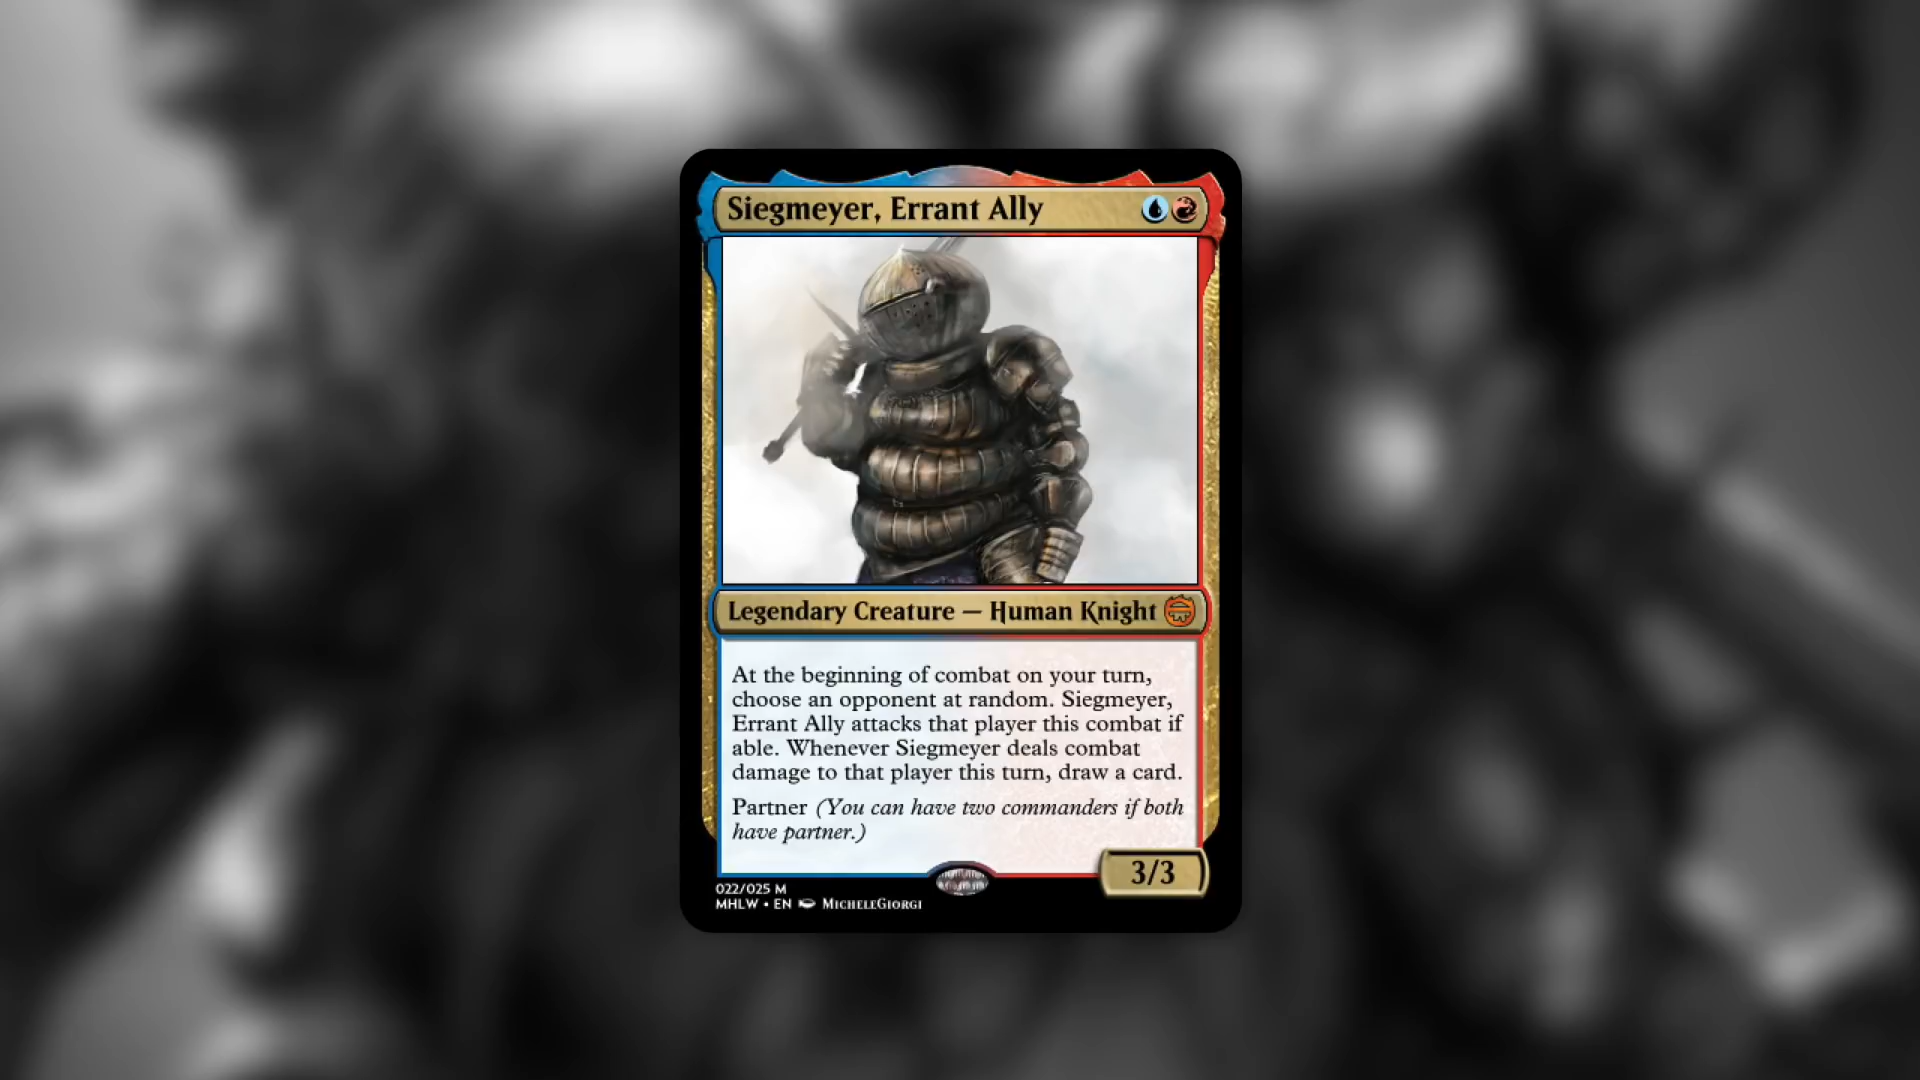 Siegmeyer, Errant Ally
Legendary Creature — Human Knight
At the beginning of combat on your turn,
choose an opponent at random. Siegmeyer,
Errant Ally attacks that player this combat if
able. Whenever Siegmeyer deals combat
damage to that player this turn, draw a card.
Partner (You can have two commanders if both
have partner.)
3/3
022/025 M
MHLW • EN MicheleGiorgi